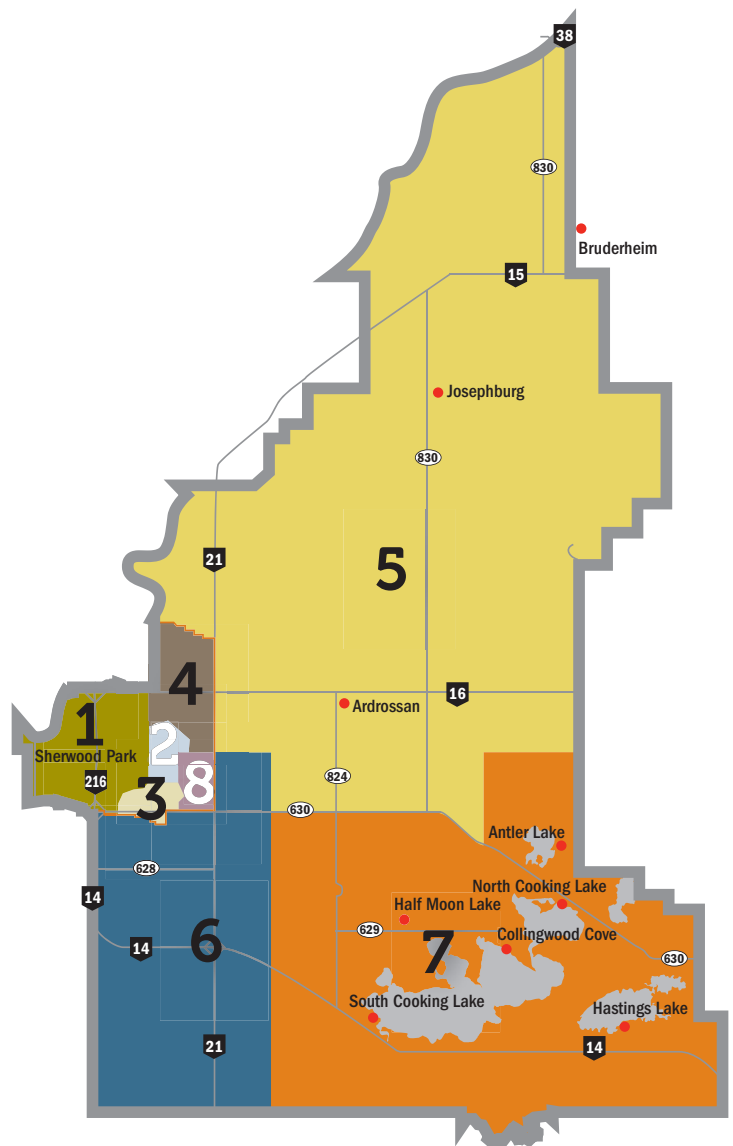 38
830
Bruderheim
15
Josephburg
830
21
5
4
16
Ardrossan
1
2
Sherwood Park
824
216
8
3
630
Antler Lake
628
North Cooking Lake
14
Half Moon Lake
629
Collingwood Cove
6
14
7
630
South Cooking Lake
Hastings Lake
21
14